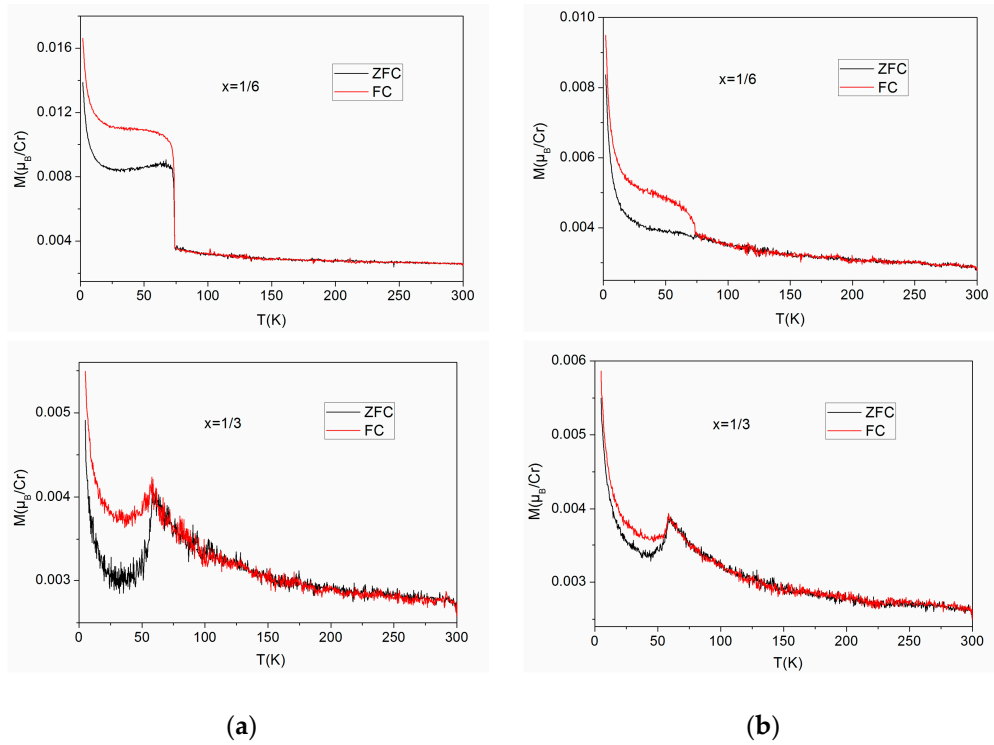 0.016
0.012
0.008
0.004
M(μB/Cr)
x=1/6
ZFC
FC
0 50 100 150 200 250 300
T(K)
0.010
0.008
0.006
0.004
M(μB/Cr)
x=1/6
ZFC
FC
0 50 100 150 200 250 300
T(K)
0.005
0.004
0.003
M(μB/Cr)
x=1/3
ZFC
FC
0 50 100 150 200 250 300
T(K)
0.006
0.005
0.004
0.003
M(μB/Cr)
x=1/3
ZFC
FC
0 50 100 150 200 250 300
T(K)
(a) (b)